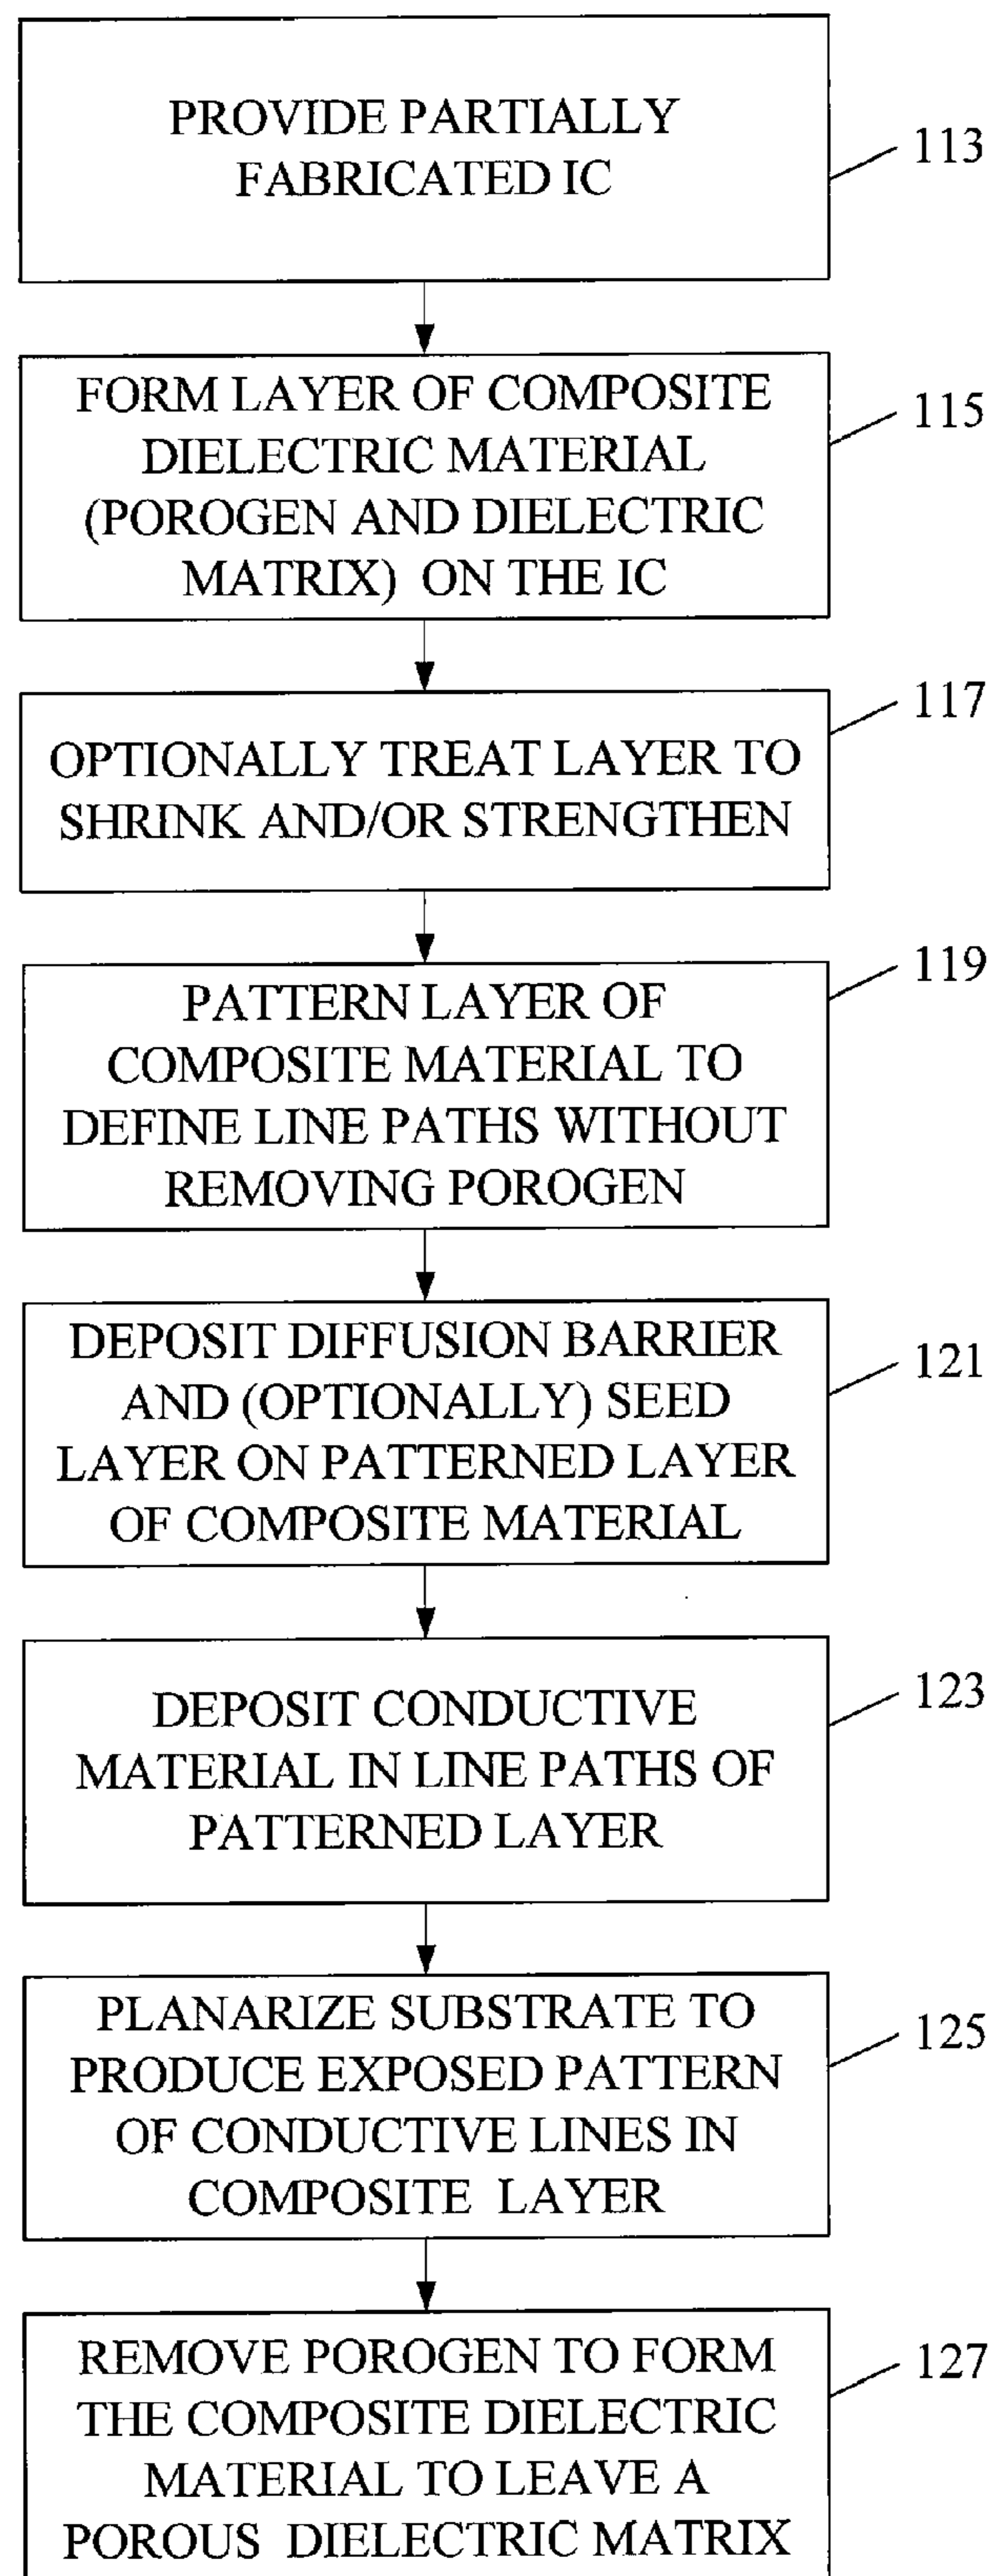 PROVIDE PARTIALLY
FABRICATED IC
113
FORM LAYER OF COMPOSITE
DIELECTRIC MATERIAL
(POROGEN AND DIELECTRIC
MATRIX) ON THE IC
115
OPTIONALLY TREAT LAYER TO
SHRINK AND/OR STRENGTHEN
117
PATTERN LAYER OF
COMPOSITE MATERIAL TO
DEFINE LINE PATHS WITHOUT
REMOVING POROGEN
119
DEPOSIT DIFFUSION BARRIER
AND (OPTIONALLY) SEED
LAYER ON PATTERNED LAYER
OF COMPOSITE MATERIAL
121
DEPOSIT CONDUCTIVE
MATERIAL IN LINE PATHS OF
PATTERNED LAYER
123
PLANARIZE SUBSTRATE TO
PRODUCE EXPOSED PATTERN
OF CONDUCTIVE LINES IN
COMPOSITE LAYER
125
REMOVE POROGEN TO FORM
THE COMPOSITE DIELECTRIC
MATERIAL TO LEAVE A
POROUS DIELECTRIC MATRIX
127